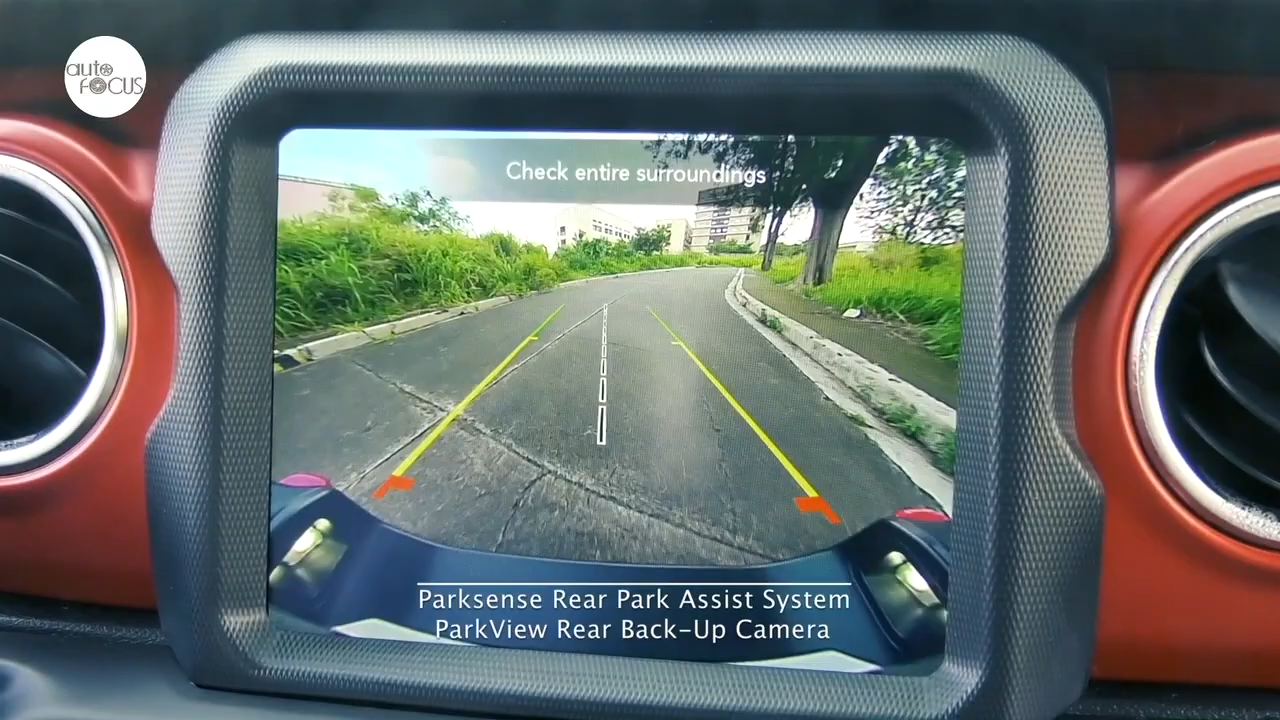 auto
FOCUS
Check entire surroundings
Parksense Rear Park Assist System
ParkView Rear Back-Up Camera